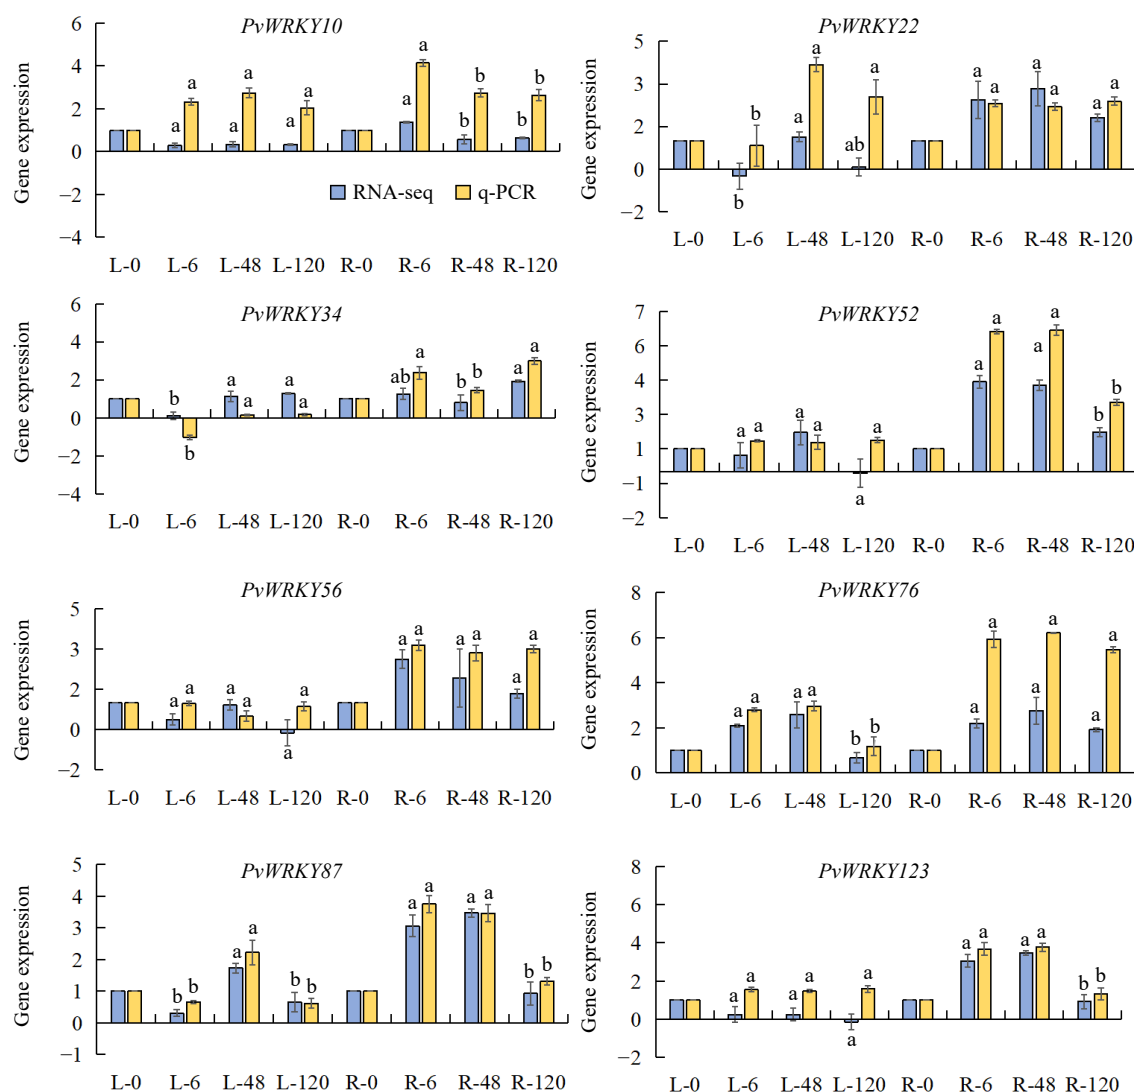 PvWRKY10
Gene expression
6
4
2
0
−2
−4
a a a a a a a a b b b b
RNA-seq q-PCR
L-0 L-6 L-48 L-120 R-0 R-6 R-48 R-120
PvWRKY22
Gene expression
5
3
2
0
−2
b b a a ab a a a a a a a
L-0 L-6 L-48 L-120 R-0 R-6 R-48 R-120
PvWRKY34
Gene expression
6
4
2
0
−2
−4
b b a a a a ab a b b a a
L-0 L-6 L-48 L-120 R-0 R-6 R-48 R-120
PvWRKY52
Gene expression
7
6
4
3
1
−1
−2
a a a a a a a a a a b b
L-0 L-6 L-48 L-120 R-0 R-6 R-48 R-120
PvWRKY56
Gene expression
5
3
2
0
−2
a a a a a a a a a a a a
L-0 L-6 L-48 L-120 R-0 R-6 R-48 R-120
PvWRKY76
Gene expression
8
6
4
2
0
a a a a b b a a a a a a
L-0 L-6 L-48 L-120 R-0 R-6 R-48 R-120
PvWRKY87
Gene expression
5
4
3
2
1
0
−1
b b a a b b a a a a b b
L-0 L-6 L-48 L-120 R-0 R-6 R-48 R-120
PvWRKY123
Gene expression
8
6
4
2
0
−2
a a a a a a a a a a b b
L-0 L-6 L-48 L-120 R-0 R-6 R-48 R-120